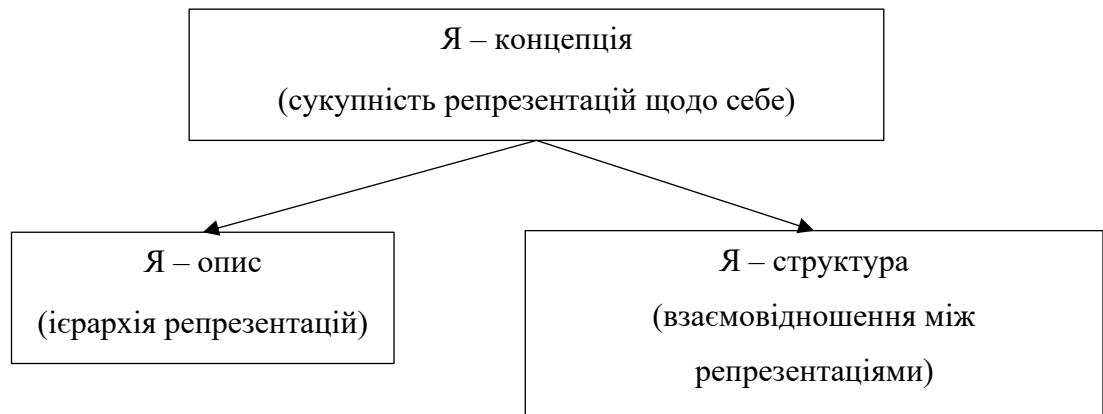 Я – концепція
(сукупність репрезентацій щодо себе)
Я – опис
(ієрархія репрезентацій)
Я – структура
(взаємовідношення між
репрезентаціями)